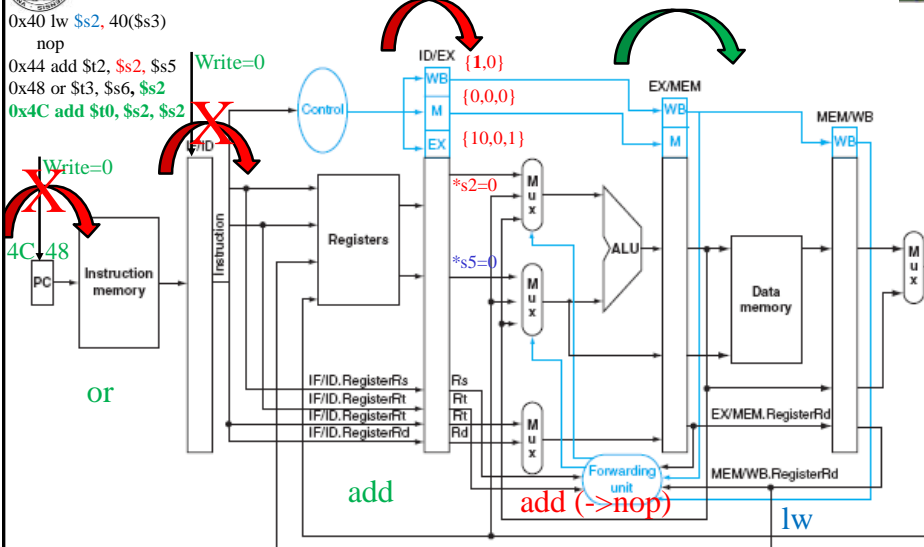 ENSIS
0x40 lw $s2, 40($s3)
nop
0x44 add $t2, $s2, $s5
0x48 or $t3, $s6, $s2
0x4C add $t0, $s2, $s2
Write=0
X
IF/ID
Write=0
X
4C 48
PC
Instruction
memory
or
Instruction
Control
Registers
ID/EX
WB
M
EX
{1,0}
{0,0,0}
{10,0,1}
*s2=0
*s5=0
M
u
x
M
u
x
ALU
EX/MEM
WB
M
MEM/WB
WB
Data
memory
M
u
x
IF/ID.RegisterRs
IF/ID.RegisterRt
IF/ID.RegisterRt
IF/ID.RegisterRd
Rs
Rt
Rt
Rd
M
u
x
EX/MEM.RegisterRd
Forwarding
unit
MEM/WB.RegisterRd
add
add (->nop)
lw